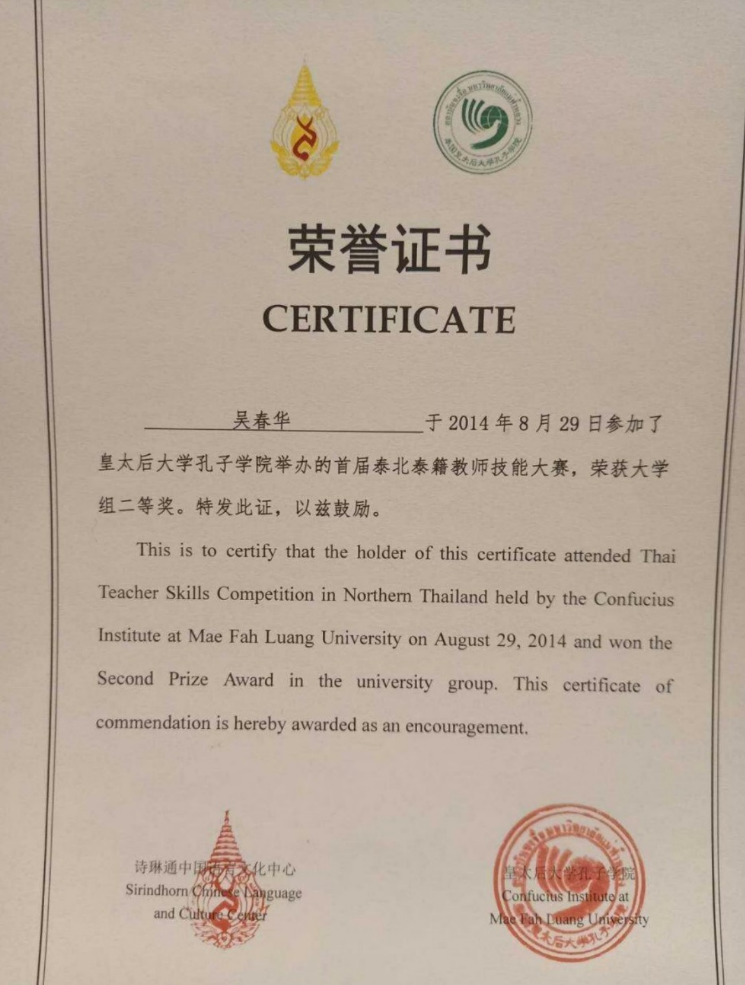 荣誉证书
CERTIFICATE
吴春华 于 2014 年 8 月 29 日参加了
皇太后大学孔子学院举办的首届泰北泰籍教师技能大赛，荣获大学
组二等奖。特发此证，以兹鼓励。
This is to certify that the holder of this certificate attended Thai
Teacher Skills Competition in Northern Thailand held by the Confucius
Institute at Mae Fah Luang University on August 29, 2014 and won the
Second Prize Award in the university group. This certificate of
commendation is hereby awarded as an encouragement.
诗琳通中国语言文化中心
Sirindhorn Chinese Language
and Culture Center
皇太后大学孔子学院
Confucius Institute at
Mae Fah Luang University